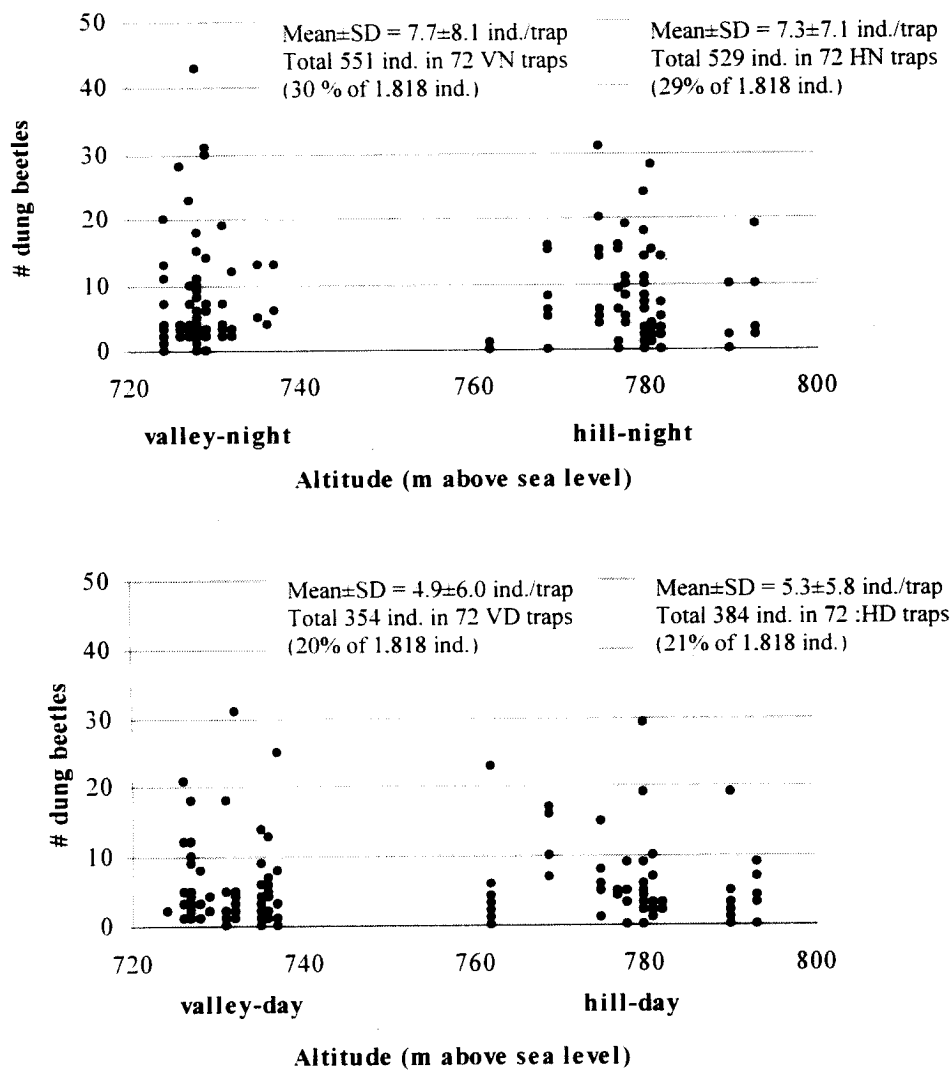 Mean±SD = 7.7±8.1 ind./trap
Total 551 ind. in 72 VN traps
(30 % of 1.818 ind.)
Mean±SD = 7.3±7.1 ind./trap
Total 529 ind. in 72 HN traps
(29% of 1.818 ind.)
# dung beetles
50
40
30
20
10
0
720 740 760 780 800
valley-night hill-night
Altitude (m above sea level)
Mean±SD = 4.9±6.0 ind./trap
Total 354 ind. in 72 VD traps
(20% of 1.818 ind.)
Mean±SD = 5.3±5.8 ind./trap
Total 384 ind. in 72 :HD traps
(21% of 1.818 ind.)
# dung beetles
50
40
30
20
10
0
720 740 760 780 800
valley-day hill-day
Altitude (m above sea level)